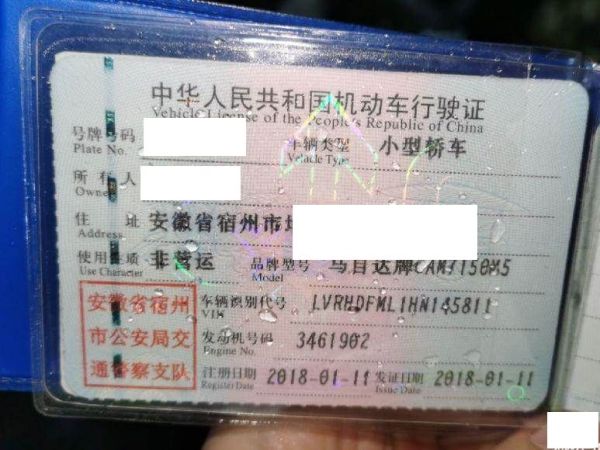 中华人民共和国机动车行驶证
Vehicle License of the People's Republic of China
号牌号码 车辆类型 小型轿车
Plate No. Vehicle Type
所有人
Owner
住址 安徽省宿州市埇
Address
使用性质 非营运 品牌型号 马自达牌CAM7150M5
Use Character Model
安徽省宿州
市公安局交
通警察支队
车辆识别代号 LVRHDFML1HN145811
VIN
发动机号码 3461902
Engine No.
注册日期 2018-01-11 发证日期 2018-01-11
Register Date Issue Date